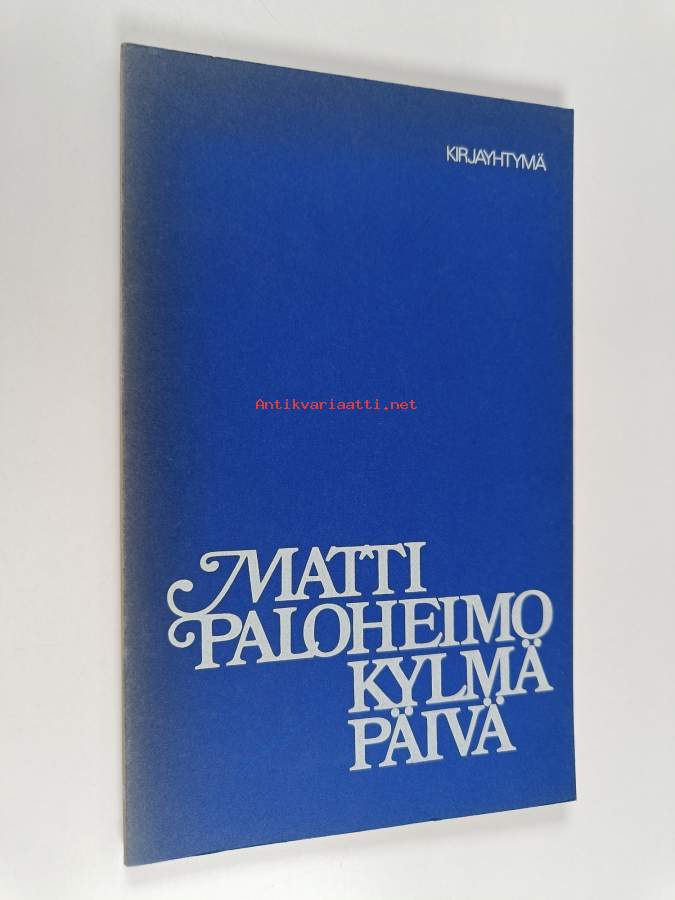 KIRJAYHTYMÄ
Antikvariaatti.net
MATTI
PALOHEIMO
KYLMÄ
PÄIVÄ